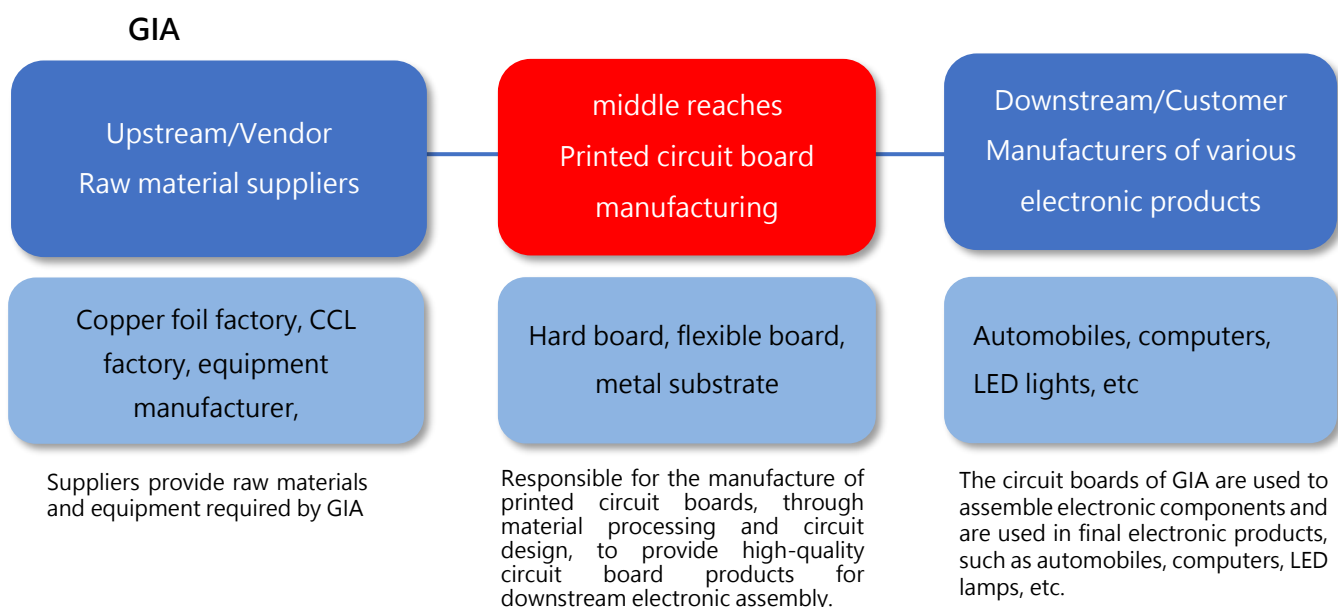 GIA
Upstream/Vendor
Raw material suppliers
middle reaches
Printed circuit board
manufacturing
Downstream/Customer
Manufacturers of various
electronic products
Copper foil factory, CCL
factory, equipment
manufacturer,
Hard board, flexible board,
metal substrate
Automobiles, computers,
LED lights, etc
Suppliers provide raw materials
and equipment required by GIA
Responsible for the manufacture of
printed circuit boards, through
material processing and circuit
design, to provide high-quality
circuit board products for
downstream electronic assembly.
The circuit boards of GIA are used to
assemble electronic components and
are used in final electronic products,
such as automobiles, computers, LED
lamps, etc.